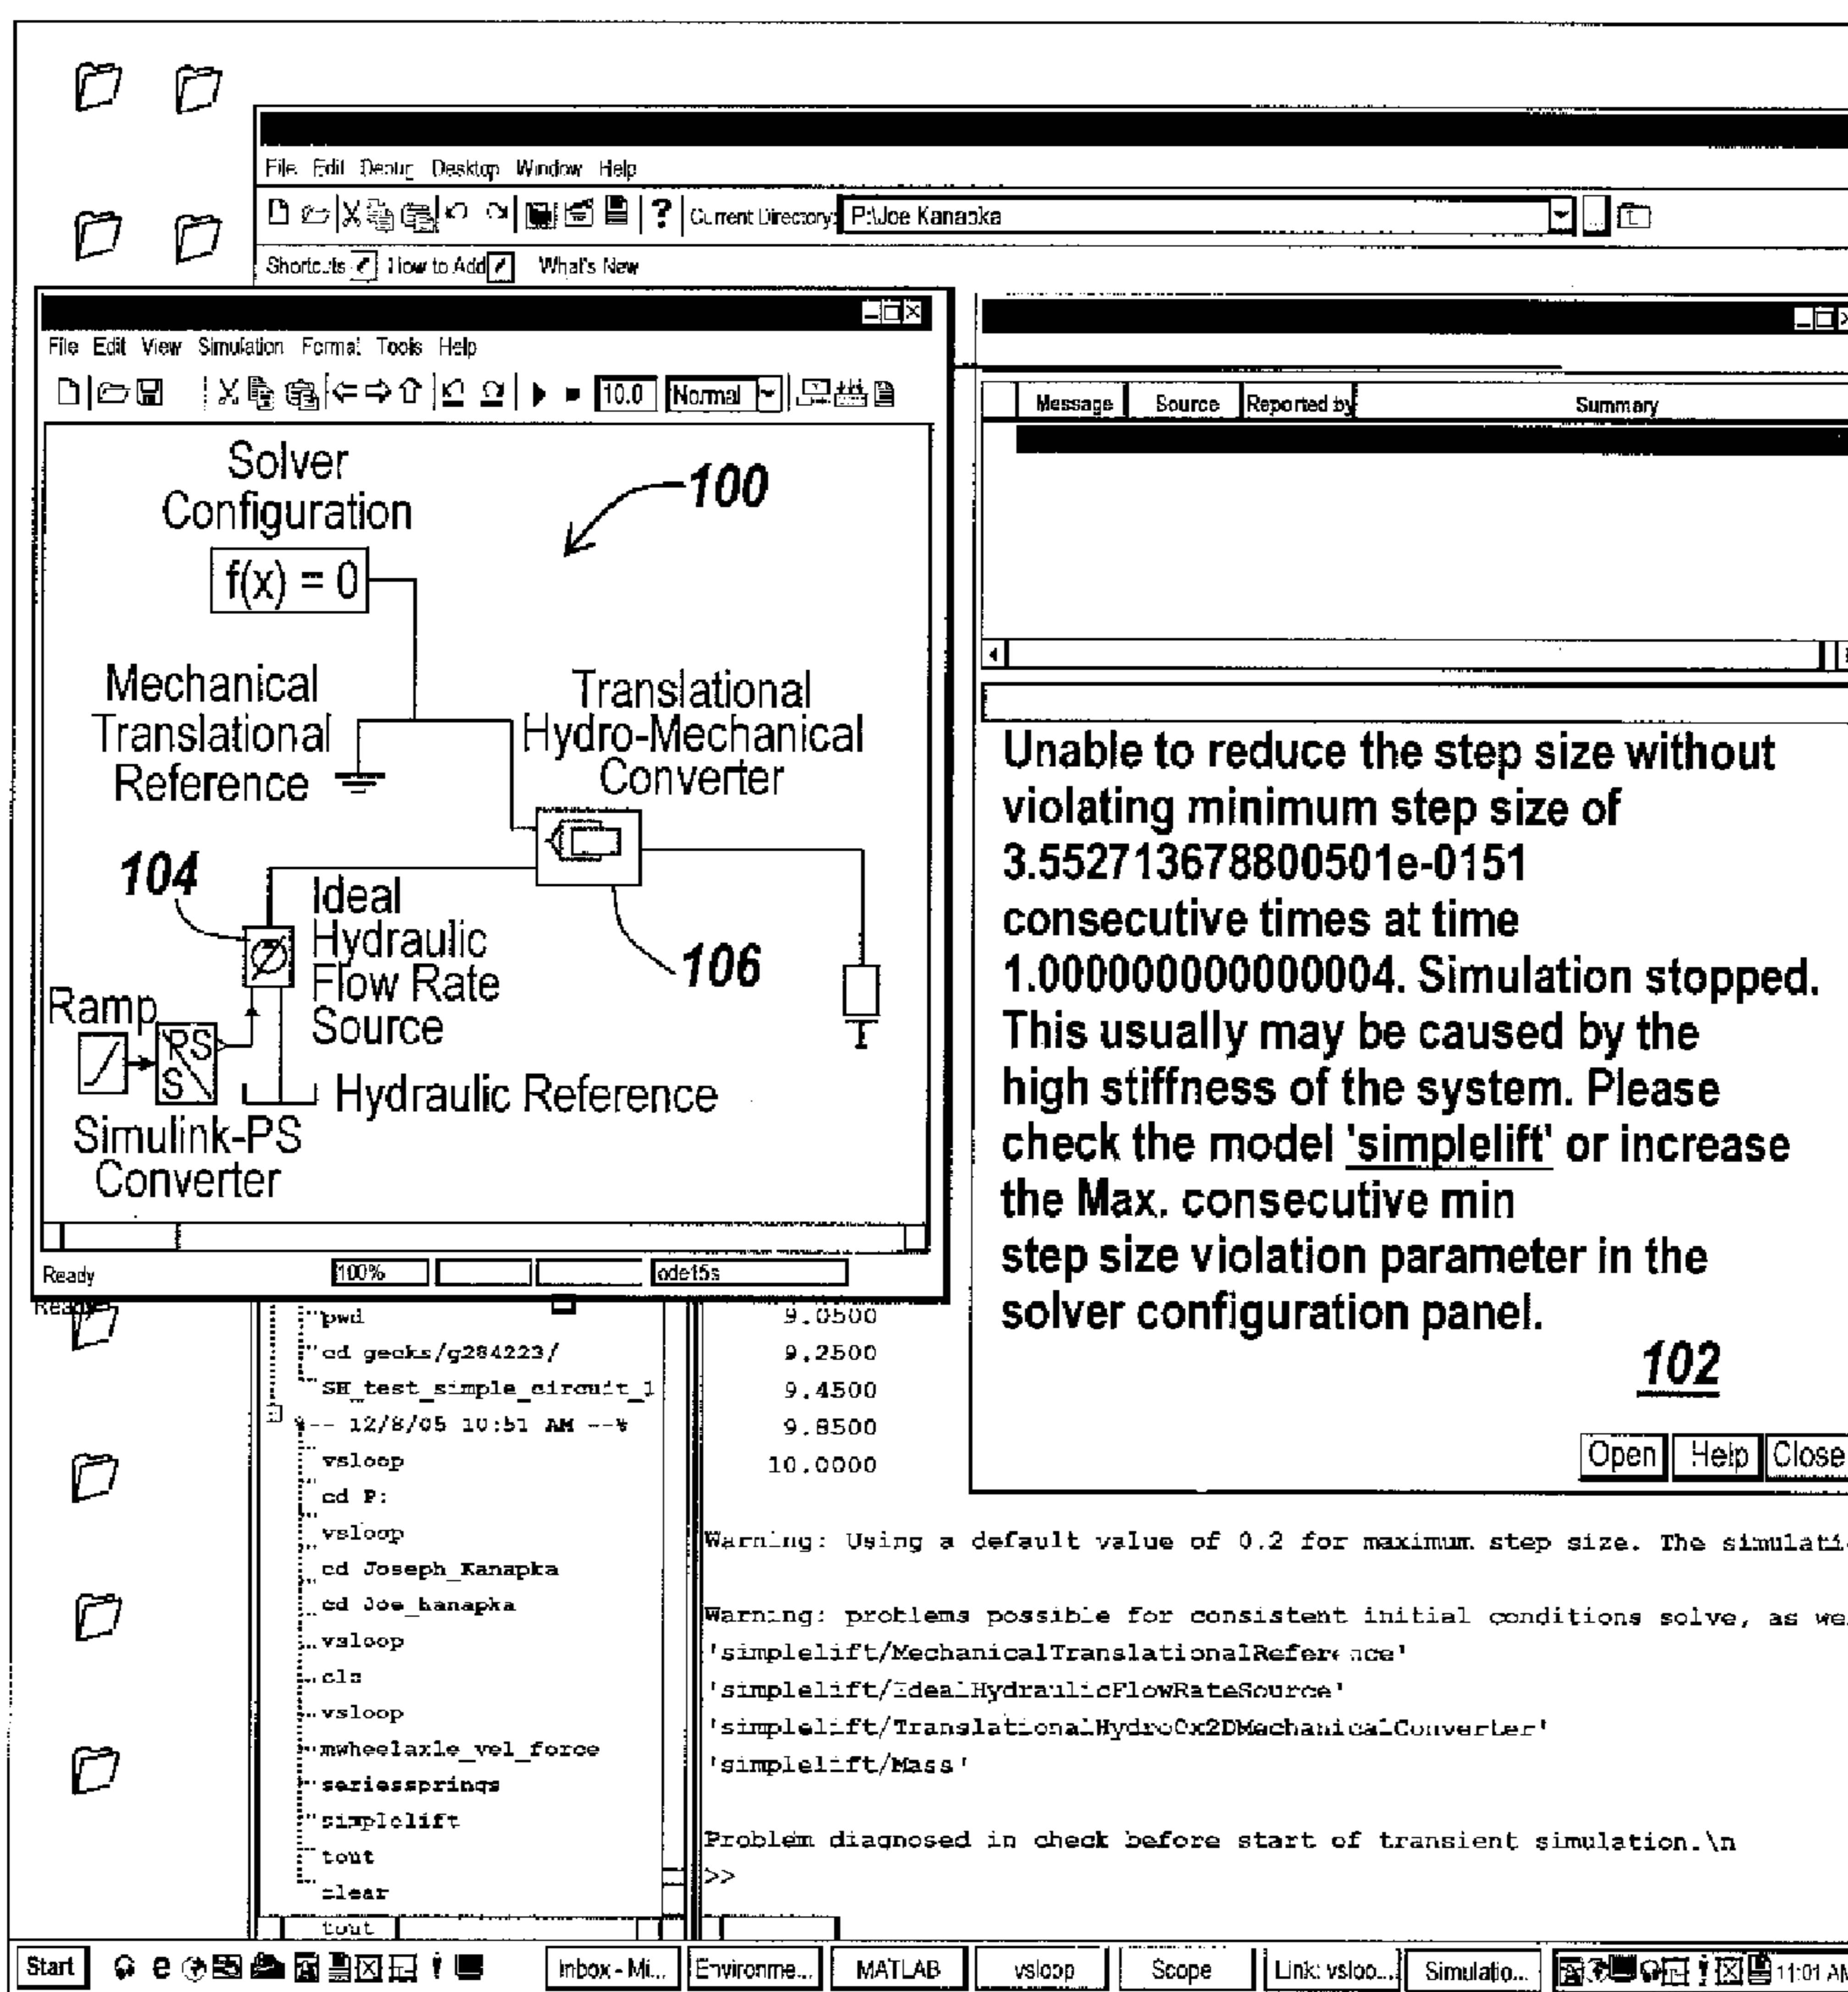 File Edit Debug Desktop Window Help
Current Directory: P:\Joe Kanapka
Shortcuts How to Add What's New
File Edit View Simulation Format Tools Help
10.0 Normal
Message Source Reported by Summary
Solver
Configuration
100
f(x) = 0
Mechanical
Translational
Reference
Translational
Hydro-Mechanical
Converter
104
Ideal
Hydraulic
Flow Rate
Source
106
Ramp
PS
S
Hydraulic Reference
Simulink-PS
Converter
Ready 100% ode15s
Unable to reduce the step size without
violating minimum step size of
3.552713678800501e-0151
consecutive times at time
1.0000000000000004. Simulation stopped.
This usually may be caused by the
high stiffness of the system. Please
check the model 'simplelift' or increase
the Max. consecutive min
step size violation parameter in the
solver configuration panel.
102
Open Help Close
Ready
pwd
cd gecks/g284223/
SH_test_simple_circuit_1
%-- 12/8/05 10:51 AM --%
vsloop
cd P:
vsloop
cd Joseph_Kanapka
cd Joe_kanapka
vsloop
cls
vsloop
mwheelaxle_vel_force
seriessprings
simplelift
tout
clear
tout
9.0500
9.2500
9.4500
9.8500
10.0000
Warning: Using a default value of 0.2 for maximum step size. The simulati
Warning: problems possible for consistent initial conditions solve, as we
'simplelift/MechanicalTranslationalReference'
'simplelift/IdealHydraulicFlowRateSource'
'simplelift/TranslationalHydro0x2DMachanicalConverter'
'simplelift/Mass'
Problem diagnosed in check before start of transient simulation.\n
>>
Start Inbox - Mi... Environme... MATLAB vsloop Scope Link: vsloo... Simulatio... 11:01 AM